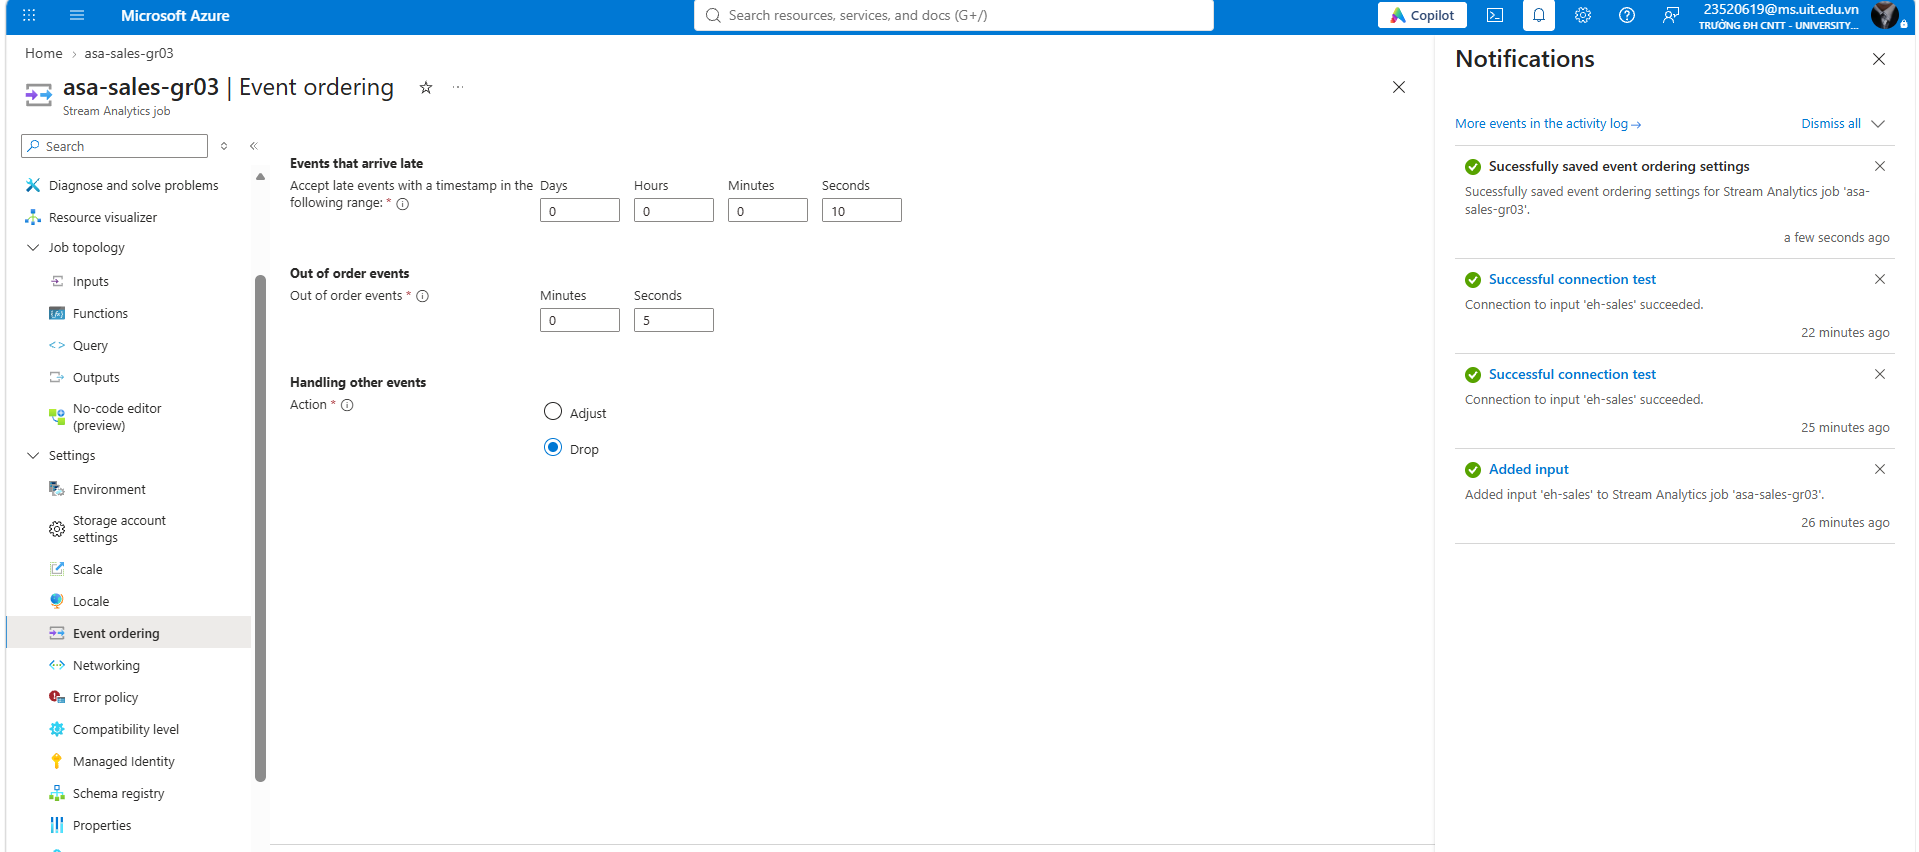 Microsoft Azure
Search resources, services, and docs (G+/)
Copilot
23520619@ms.uit.edu.vn
TRƯỜNG ĐH CNTT - UNIVERSITY...
Home > asa-sales-gr03
asa-sales-gr03 | Event ordering
Stream Analytics job
Search
Diagnose and solve problems
Resource visualizer
Job topology
Inputs
Functions
Query
Outputs
No-code editor
(preview)
Settings
Environment
Storage account
settings
Scale
Locale
Event ordering
Networking
Error policy
Compatibility level
Managed Identity
Schema registry
Properties
Events that arrive late
Accept late events with a timestamp in the
following range: *
Days Hours Minutes Seconds
0 0 0 10
Out of order events
Out of order events *
Minutes Seconds
0 5
Handling other events
Action *
Adjust
Drop
Notifications
More events in the activity log →
Dismiss all
Sucessfully saved event ordering settings
Sucessfully saved event ordering settings for Stream Analytics job 'asa-
sales-gr03'.
a few seconds ago
Successful connection test
Connection to input 'eh-sales' succeeded.
22 minutes ago
Successful connection test
Connection to input 'eh-sales' succeeded.
25 minutes ago
Added input
Added input 'eh-sales' to Stream Analytics job 'asa-sales-gr03'.
26 minutes ago